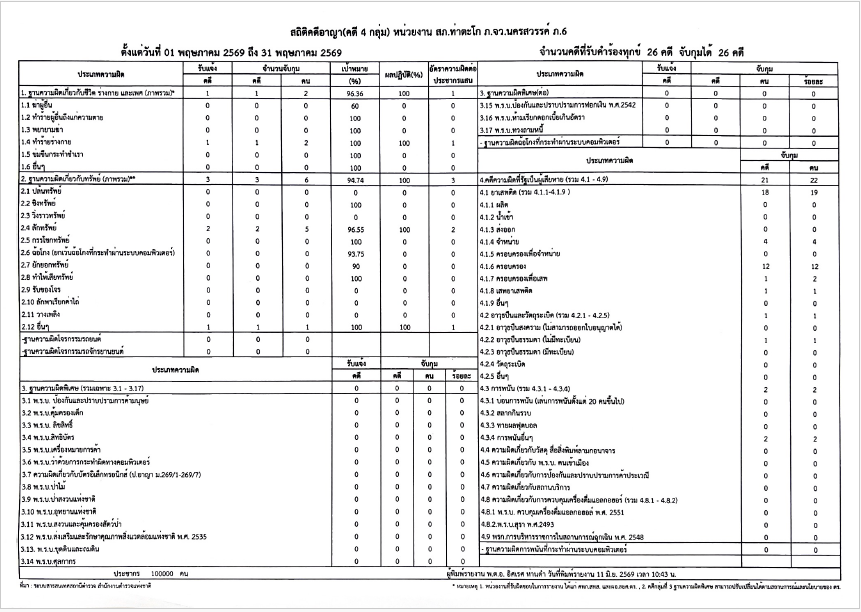 สถิติคดีอาญา(คดี 4 กลุ่ม) หน่วยงาน สภ.ท่าตะโก ภ.จว.นครสวรรค์ ภ.6
ตั้งแต่วันที่ 01 พฤษภาคม 2569 ถึง 31 พฤษภาคม 2569
จำนวนคดีที่รับคำร้องทุกข์ 26 คดี จับกุมได้ 26 คดี
ประเภทความผิด รับแจ้ง จำนวนจับกุม เป้าหมาย ผลปฏิบัติ(%) อัตราความผิดต่อ
คดี คดี คน (%) ประชากรแสน
1. ฐานความผิดเกี่ยวกับชีวิต ร่างกาย และเพศ (ภาพรวม)* 1 1 2 96.36 100 1
1.1 ฆ่าผู้อื่น 0 0 0 60 0 0
1.2 ทำร้ายผู้อื่นถึงแก่ความตาย 0 0 0 100 0 0
1.3 พยายามฆ่า 0 0 0 100 0 0
1.4 ทำร้ายร่างกาย 1 1 2 100 100 1
1.5 ข่มขืนกระทำชำเรา 0 0 0 100 0 0
1.6 อื่นๆ 0 0 0 100 0 0
2. ฐานความผิดเกี่ยวกับทรัพย์ (ภาพรวม)** 3 3 6 94.74 100 3
2.1 ปล้นทรัพย์ 0 0 0 0 0 0
2.2 ชิงทรัพย์ 0 0 0 100 0 0
2.3 วิ่งราวทรัพย์ 0 0 0 0 0 0
2.4 ลักทรัพย์ 2 2 5 96.55 100 2
2.5 กรรโชกทรัพย์ 0 0 0 100 0 0
2.6 ฉ้อโกง (ยกเว้นฉ้อโกงที่กระทำผ่านระบบคอมพิวเตอร์) 0 0 0 93.75 0 0
2.7 ยักยอกทรัพย์ 0 0 0 90 0 0
2.8 ทำให้เสียทรัพย์ 0 0 0 100 0 0
2.9 รับของโจร 0 0 0 0 0 0
2.10 ลักพาเรียกค่าไถ่ 0 0 0 0 0 0
2.11 วางเพลิง 0 0 0 0 0 0
2.12 อื่นๆ 1 1 1 100 100 1
-ฐานความผิดโจรกรรมรถยนต์ 0 0 0
-ฐานความผิดโจรกรรมรถจักรยานยนต์ 0 0 0
ประเภทความผิด รับแจ้ง จับกุม
คดี คดี คน ร้อยละ
3. ฐานความผิดพิเศษ (รวมเฉพาะ 3.1 - 3.17) 0 0 0 0
3.1 พ.ร.บ. ป้องกันและปราบปรามการค้ามนุษย์ 0 0 0 0
3.2 พ.ร.บ.คุ้มครองเด็ก 0 0 0 0
3.3 พ.ร.บ. ลิขสิทธิ์ 0 0 0 0
3.4 พ.ร.บ.สิทธิบัตร 0 0 0 0
3.5 พ.ร.บ.เครื่องหมายการค้า 0 0 0 0
3.6 พ.ร.บ.ว่าด้วยการกระทำผิดทางคอมพิวเตอร์ 0 0 0 0
3.7 ความผิดเกี่ยวกับบัตรอิเล็กทรอนิกส์ (ป.อาญา ม.269/1-269/7) 0 0 0 0
3.8 พ.ร.บ.ป่าไม้ 0 0 0 0
3.9 พ.ร.บ.ป่าสงวนแห่งชาติ 0 0 0 0
3.10 พ.ร.บ.อุทยานแห่งชาติ 0 0 0 0
3.11 พ.ร.บ.สงวนและคุ้มครองสัตว์ป่า 0 0 0 0
3.12 พ.ร.บ.ส่งเสริมและรักษาคุณภาพสิ่งแวดล้อมแห่งชาติ พ.ศ. 2535 0 0 0 0
3.13. พ.ร.บ.ขุดดินและถมดิน 0 0 0 0
3.14 พ.ร.บ.ศุลกากร 0 0 0 0
ประชากร 100000 คน
ประเภทความผิด รับแจ้ง จับกุม
คดี คดี คน ร้อยละ
3. ฐานความผิดพิเศษ(ต่อ) 0 0 0 0
3.15 พ.ร.บ.ป้องกันและปราบปรามการฟอกเงิน พ.ศ.2542 0 0 0 0
3.16 พ.ร.บ.ห้ามเรียกดอกเบี้ยเกินอัตรา 0 0 0 0
3.17 พ.ร.บ.ทวงถามหนี้ 0 0 0 0
- ฐานความผิดฉ้อโกงที่กระทำผ่านระบบคอมพิวเตอร์ 0 0 0 0
ประเภทความผิด จับกุม
คดี คน
4.คดีความผิดที่รัฐเป็นผู้เสียหาย (รวม 4.1 - 4.9) 21 22
4.1 ยาเสพติด (รวม 4.1.1-4.1.9 ) 18 19
4.1.1 ผลิต 0 0
4.1.2 นำเข้า 0 0
4.1.3 ส่งออก 0 0
4.1.4 จำหน่าย 4 4
4.1.5 ครอบครองเพื่อจำหน่าย 0 0
4.1.6 ครอบครอง 12 12
4.1.7 ครอบครองเพื่อเสพ 1 2
4.1.8 เสพยาเสพติด 1 1
4.1.9 อื่นๆ 0 0
4.2 อาวุธปืนและวัตถุระเบิด (รวม 4.2.1 - 4.2.5) 1 1
4.2.1 อาวุธปืนสงคราม (ไม่สามารถออกใบอนุญาตได้) 0 0
4.2.2 อาวุธปืนธรรมดา (ไม่มีทะเบียน) 1 1
4.2.3 อาวุธปืนธรรมดา (มีทะเบียน) 0 0
4.2.4 วัตถุระเบิด 0 0
4.2.5 อื่นๆ 0 0
4.3 การพนัน (รวม 4.3.1 - 4.3.4) 2 2
4.3.1 บ่อนการพนัน (เล่นการพนันตั้งแต่ 20 คนขึ้นไป) 0 0
4.3.2 สลากกินรวบ 0 0
4.3.3 ทายผลฟุตบอล 0 0
4.3.4 การพนันอื่นๆ 2 2
4.4 ความผิดเกี่ยวกับวัตถุ สื่อสิ่งพิมพ์ลามกอนาจาร 0 0
4.5 ความผิดเกี่ยวกับ พ.ร.บ. คนเข้าเมือง 0 0
4.6 ความผิดเกี่ยวกับการป้องกันและปราบปรามการค้าประเวณี 0 0
4.7 ความผิดเกี่ยวกับสถานบริการ 0 0
4.8 ความผิดเกี่ยวกับการควบคุมเครื่องดื่มแอลกอฮอล์ (รวม 4.8.1 - 4.8.2) 0 0
4.8.1 พ.ร.บ. ควบคุมเครื่องดื่มแอลกอฮอล์ พ.ศ. 2551 0 0
4.8.2.พ.ร.บ.สุรา พ.ศ.2493 0 0
4.9 พรก.การบริหารราชการในสถานการณ์ฉุกเฉิน พ.ศ. 2548 0 0
- ฐานความผิดการพนันที่กระทำผ่านระบบคอมพิวเตอร์ 0 0
ผู้พิมพ์รายงาน พ.ต.อ. วันที่พิมพ์รายงาน 11 มิ.ย. 2569 เวลา 10:43 น.
ที่มา : ระบบสารสนเทศสถานีตำรวจ สำนักงานตำรวจแห่งชาติ
* หมายเหตุ 1. หน่วยงานที่รับผิดชอบในการรายงาน ได้แก่